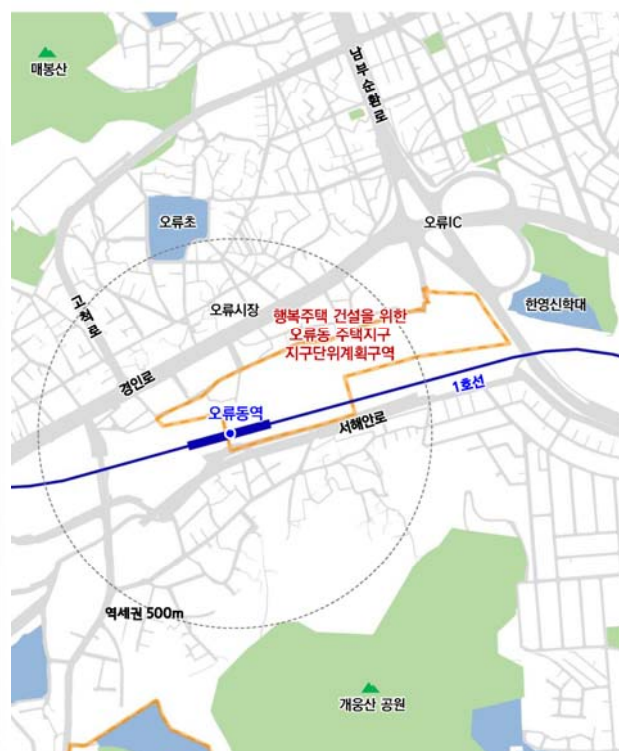 매봉산
남부순환로
오류초
오류IC
고척로
오류시장
행복주택 건설을 위한
오류동 주택지구
지구단위계획구역
한영신학대
경인로
오류동역
1호선
서해안로
역세권 500m
개웅산 공원